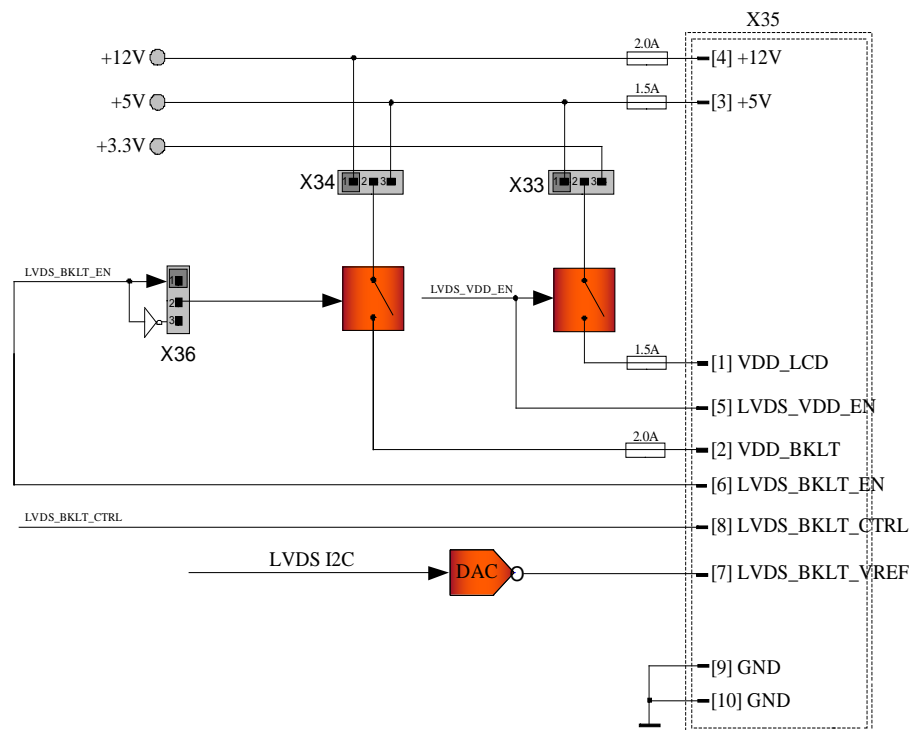 X35
2.0A
+12V
[4] +12V
1.5A
+5V
[3] +5V
+3.3V
X34
1 2 3
X33
1 2 3
LVDS_BKLT_EN
1
2
3
X36
LVDS_VDD_EN
1.5A
[1] VDD_LCD
[5] LVDS_VDD_EN
2.0A
[2] VDD_BKLT
[6] LVDS_BKLT_EN
LVDS_BKLT_CTRL
[8] LVDS_BKLT_CTRL
LVDS I2C
DAC
[7] LVDS_BKLT_VREF
[9] GND
[10] GND